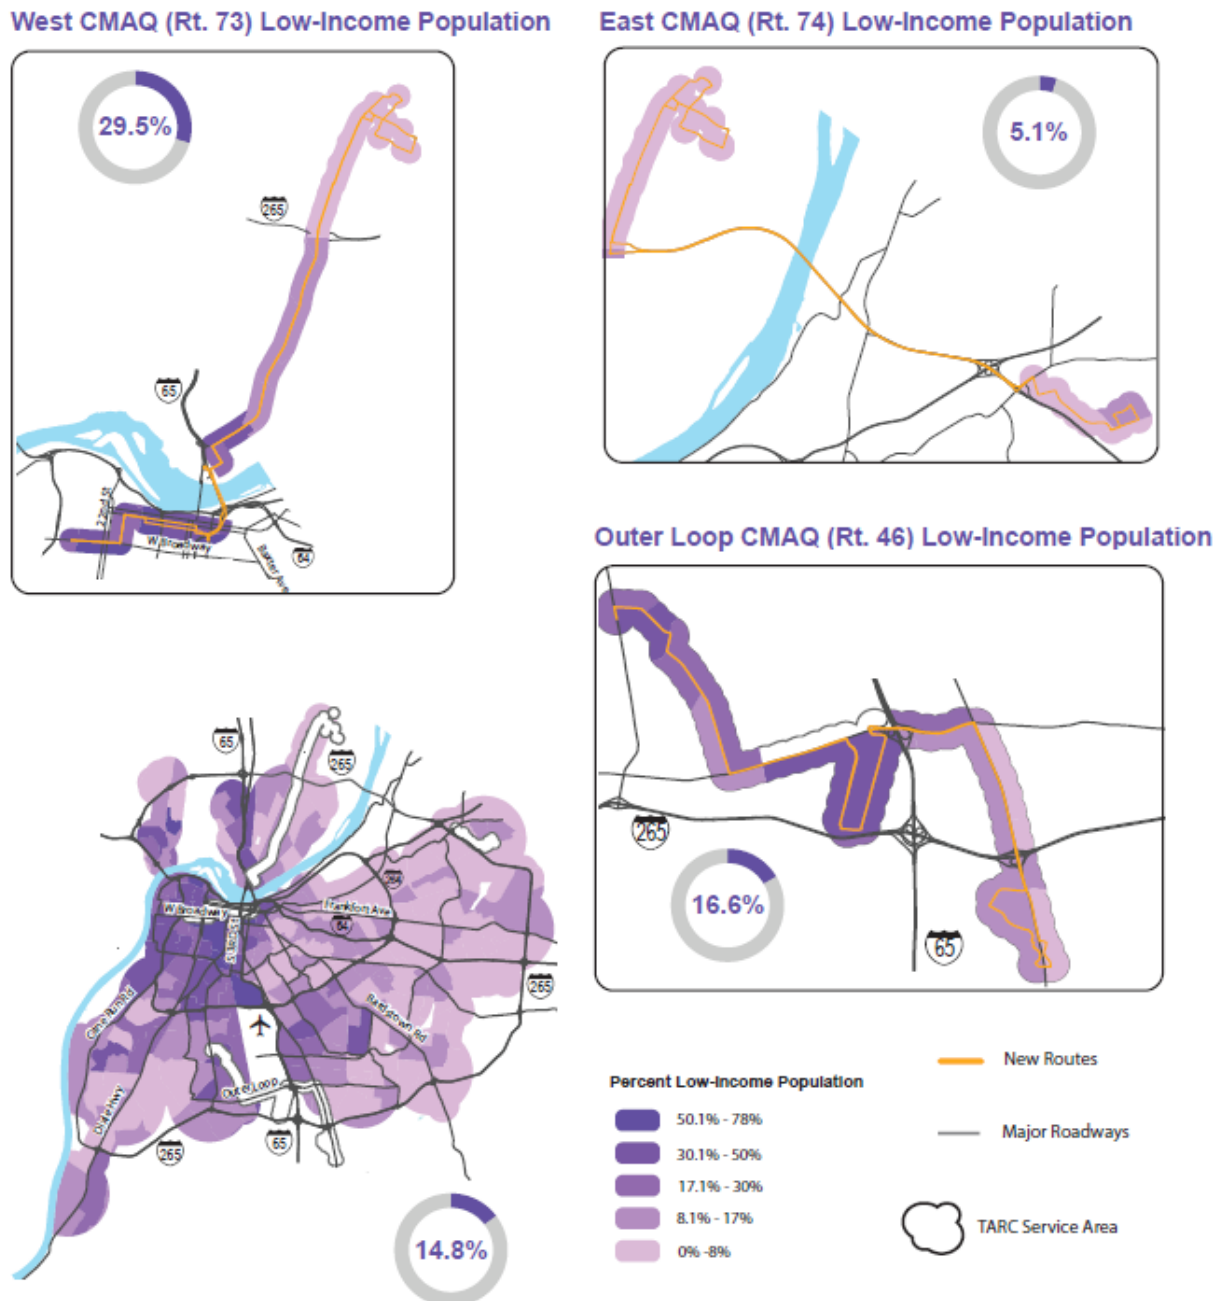 West CMAQ (Rt. 73) Low-Income Population
29.5%
265
65
22nd St
W Broadway
Baxter Ave
64
East CMAQ (Rt. 74) Low-Income Population
5.1%
Outer Loop CMAQ (Rt. 46) Low-Income Population
265
16.6%
65
65
265
264
W Broadway
Frankfort Ave
64
S 3RD St
265
Cane Run Rd
Bardstown Rd
Outer Loop
Dixie Hwy
265
65
14.8%
Percent Low-Income Population
50.1% - 78%
30.1% - 50%
17.1% - 30%
8.1% - 17%
0% -8%
New Routes
Major Roadways
TARC Service Area